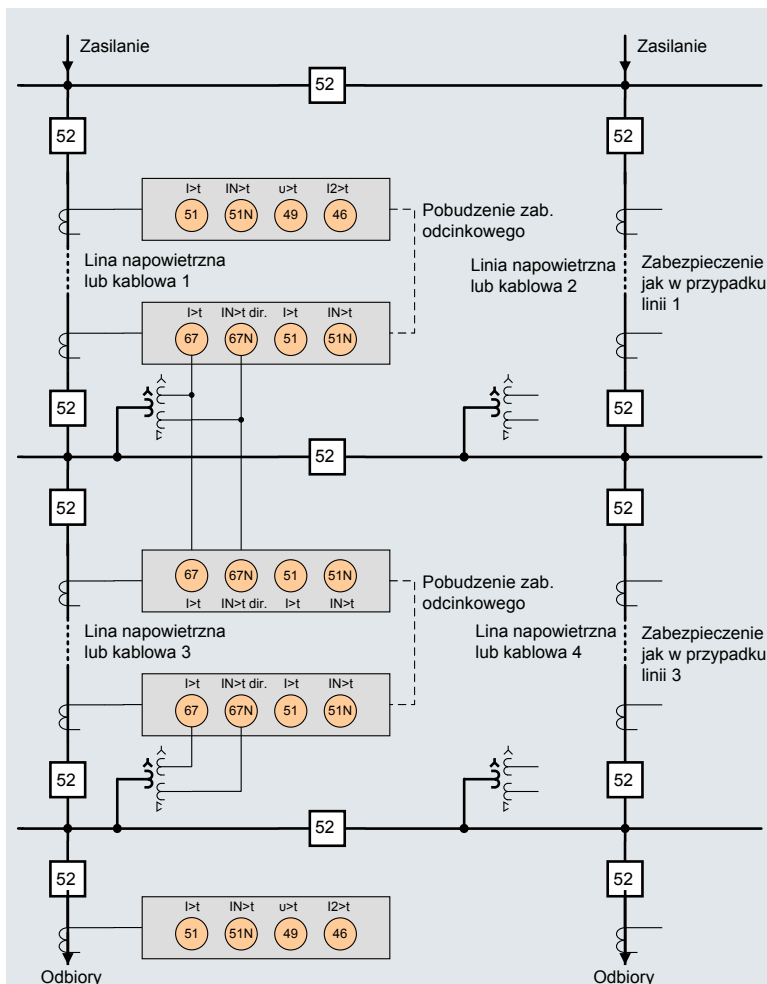 Zasilanie
Zasilanie
52
52
52
I>t IN>t υ>t I2>t
51 51N 49 46
Pobudzenie zab.
odcinkowego
Lina napowietrzna
lub kablowa 1
Linia napowietrzna
lub kablowa 2
Zabezpieczenie
jak w przypadku
linii 1
I>t IN>t dir. I>t IN>t
67 67N 51 51N
52
52
52
52
52
67 67N 51 51N
I>t IN>t dir. I>t IN>t
Pobudzenie zab.
odcinkowego
Lina napowietrzna
lub kablowa 3
Lina napowietrzna
lub kablowa 4
Zabezpieczenie
jak w przypadku
linii 3
I>t IN>t dir. I>t IN>t
67 67N 51 51N
52
52
52
52
52
I>t IN>t υ>t I2>t
51 51N 49 46
Odbiory
Odbiory